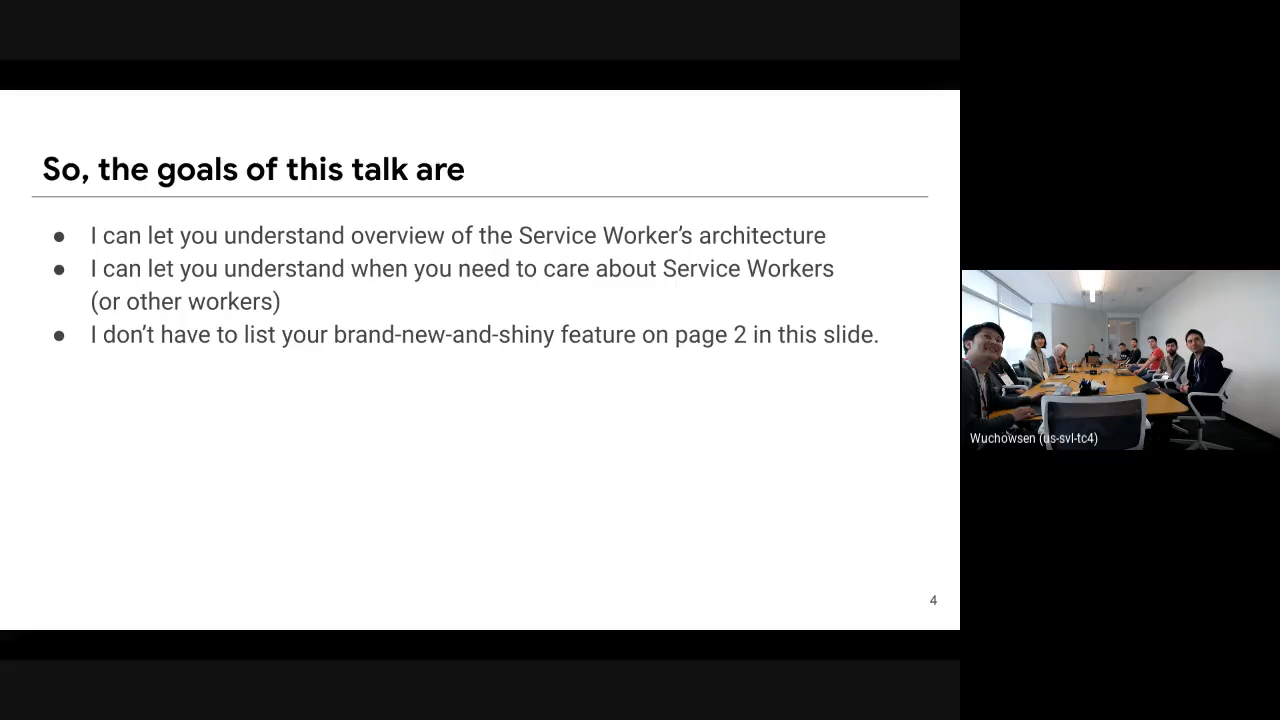 So, the goals of this talk are
● I can let you understand overview of the Service Worker’s architecture
● I can let you understand when you need to care about Service Workers
(or other workers)
● I don’t have to list your brand-new-and-shiny feature on page 2 in this slide.
4
Wuchowsen (us-svl-tc4)